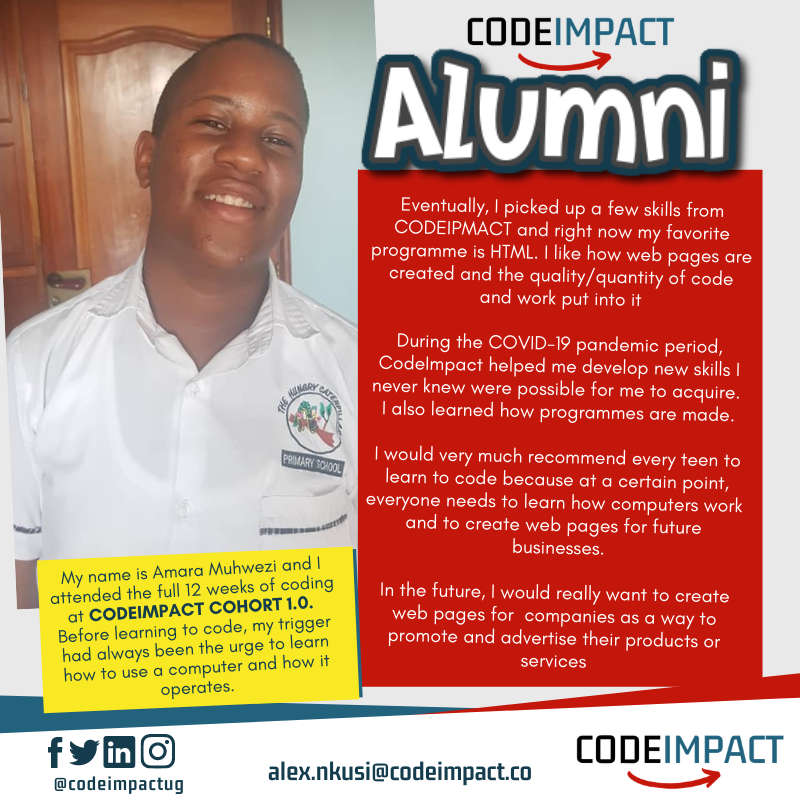 CODEIMPACT
Alumni
Eventually, I picked up a few skills from
CODEIPMACT and right now my favorite
programme is HTML. I like how web pages are
created and the quality/quantity of code
and work put into it
During the COVID-19 pandemic period,
CodeImpact helped me develop new skills I
never knew were possible for me to acquire.
I also learned how programmes are made.
I would very much recommend every teen to
learn to code because at a certain point,
everyone needs to learn how computers work
and to create web pages for future
businesses.
In the future, I would really want to create
web pages for companies as a way to
promote and advertise their products or
services
THE HUNGRY CATERPILLAR
PRIMARY SCHOOL
My name is Amara Muhwezi and I
attended the full 12 weeks of coding
at CODEIMPACT COHORT 1.0.
Before learning to code, my trigger
had always been the urge to learn
how to use a computer and how it
operates.
@codeimpactug
alex.nkusi@codeimpact.co
CODEIMPACT